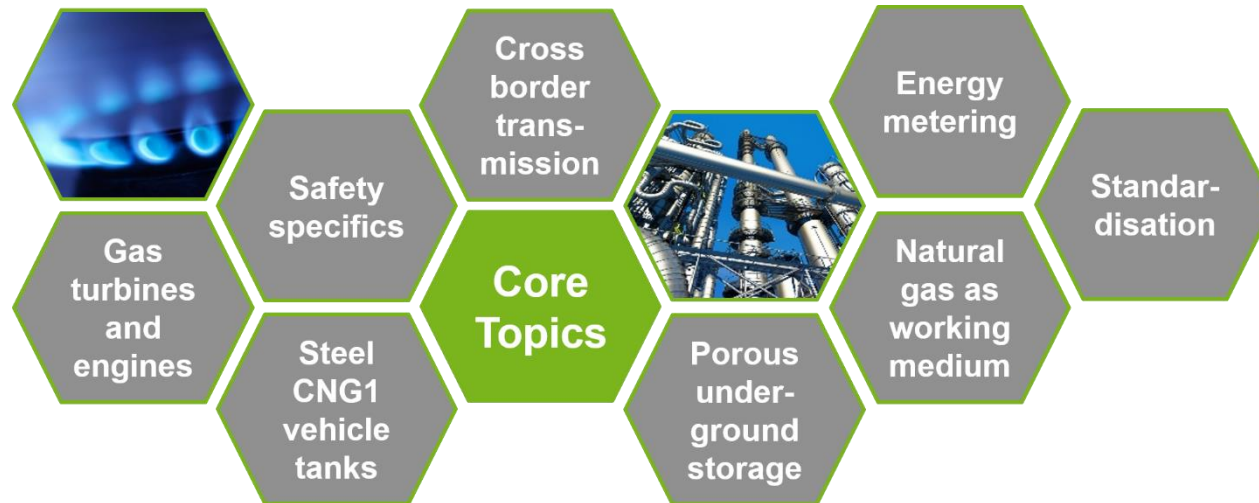 Cross
border
trans-
mission
Energy
metering
Safety
specifics
Standar-
disation
Gas
turbines
and
engines
Core
Topics
Natural
gas as
working
medium
Steel
CNG1
vehicle
tanks
Porous
under-
ground
storage